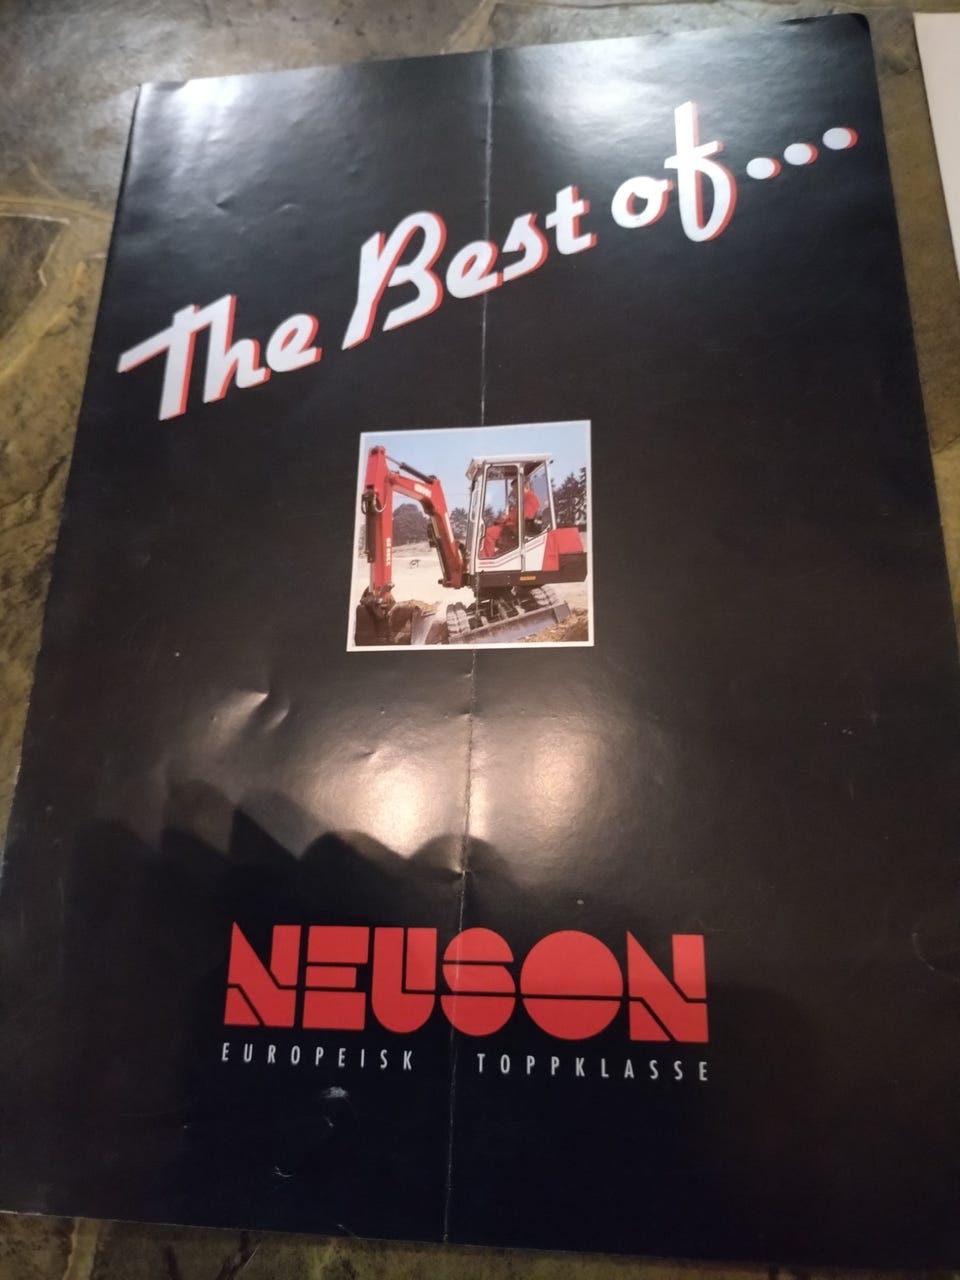 The Best of...
NEUSON
EUROPEISK TOPPKLASSE